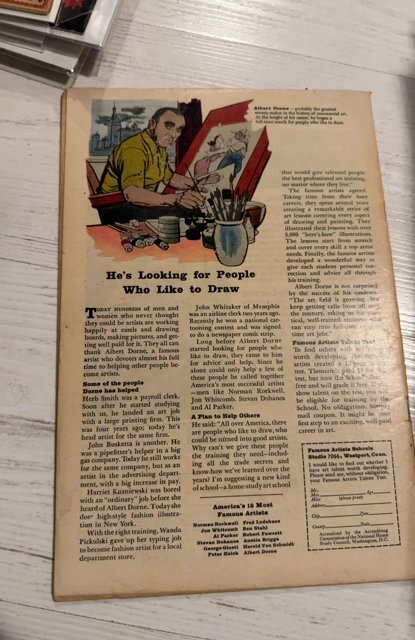 Albert Dorne – probably the greatest
money-maker in the history of commercial art.
At the height of his career, he began a
full-time search for people who like to draw.
He's Looking for People
Who Like to Draw
TODAY HUNDREDS of men and
women who never thought
they could be artists are working
happily at easels and drawing
boards, making pictures, and get-
ting well paid for it. They all can
thank Albert Dorne, a famous
artist who devotes almost his full
time to helping other people be-
come artists.
Some of the people
Dorne has helped
Herb Smith was a payroll clerk.
Soon after he started studying
with us, he landed an art job
with a large printing firm. This
was four years ago; today he's
head artist for the same firm.
John Busketta is another. He
was a pipefitter's helper in a big
gas company. Today he still works
for the same company, but as an
artist in the advertising depart-
ment, with a big increase in pay.
Harriet Kuzniewski was bored
with an "ordinary" job before she
heard of Albert Dorne. Today she
does high-style fashion illustra-
tion in New York.
With the right training, Wanda
Pickulski gave up her typing job
to become fashion artist for a local
department store.
John Whitaker of Memphis
was an airline clerk two years ago.
Recently he won a national car-
tooning contest and was signed
to do a newspaper comic strip.
Long before Albert Dorne
started looking for people who
like to draw, they came to him
for advice and help. Since he
alone could only help a few of
these people he called together
America's most successful artists
—men like Norman Rockwell,
Jon Whitcomb, Stevan Dohanos
and Al Parker.
A Plan to Help Others
He said: "All over America, there
are people who like to draw, who
could be turned into good artists.
Why can't we give these people
the training they need—includ-
ing all the trade secrets and
know-how we've learned over the
years? I'm suggesting a new kind
of school—a home-study art school
America's 12 Most
Famous Artists
Norman Rockwell
Jon Whitcomb
Al Parker
Stevan Dohanos
George Giusti
Peter Helck
Fred Ludekens
Ben Stahl
Robert Fawcett
Austin Briggs
Harold Von Schmidt
Albert Dorne
that would give talented people
the best professional art training,
no matter where they live."
The famous artists agreed.
Taking time from their busy
careers, they spent several years
creating a remarkable series of
art lessons covering every aspect
of drawing and painting. They
illustrated their lessons with over
5,000 "here's-how" illustrations.
The lessons start from scratch
and cover every skill a top artist
needs. Finally, the famous artists
developed a wonderful way to
give each student personal cor-
rection and advice all through
his training.
Albert Dorne is not surprised
by the success of his students.
"The art field is growing. We
keep getting calls from all over
the country, asking us for prac-
tical, well-trained students who
can step into full-time or part-
time art jobs."
Famous Artists Talent Test
To find others with talent
worth developing, the famous
artists created a
test. Thousands
test, but now the School
free and will grade it free. If you
show talent on the test, you
be eligible for training by the
School. No obligation. Simply
mail coupon. It might be your
first step to an exciting, well-paid
career in art.
Famous Artists Schools
Studio 7094, Westport, Conn.
I would like to find out whether I
have art talent worth developing.
Please send me, without obligation,
your Famous Artists Talent Test.
Mr.
Mrs. Age
Miss (please print)
Address
City Zone
County State
Accredited by the Accrediting
Commission of the National Home
Study Council, Washington, D.C.